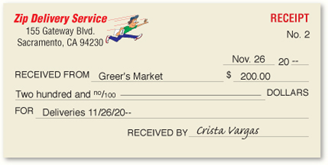 Zip Delivery Service RECEIPT
155 Gateway Blvd. No. 2
Sacramento, CA 94230
Nov. 26 20 --
RECEIVED FROM Greer's Market $ 200.00
Two hundred and no/100 DOLLARS
FOR Deliveries 11/26/20--
RECEIVED BY Crista Vargas